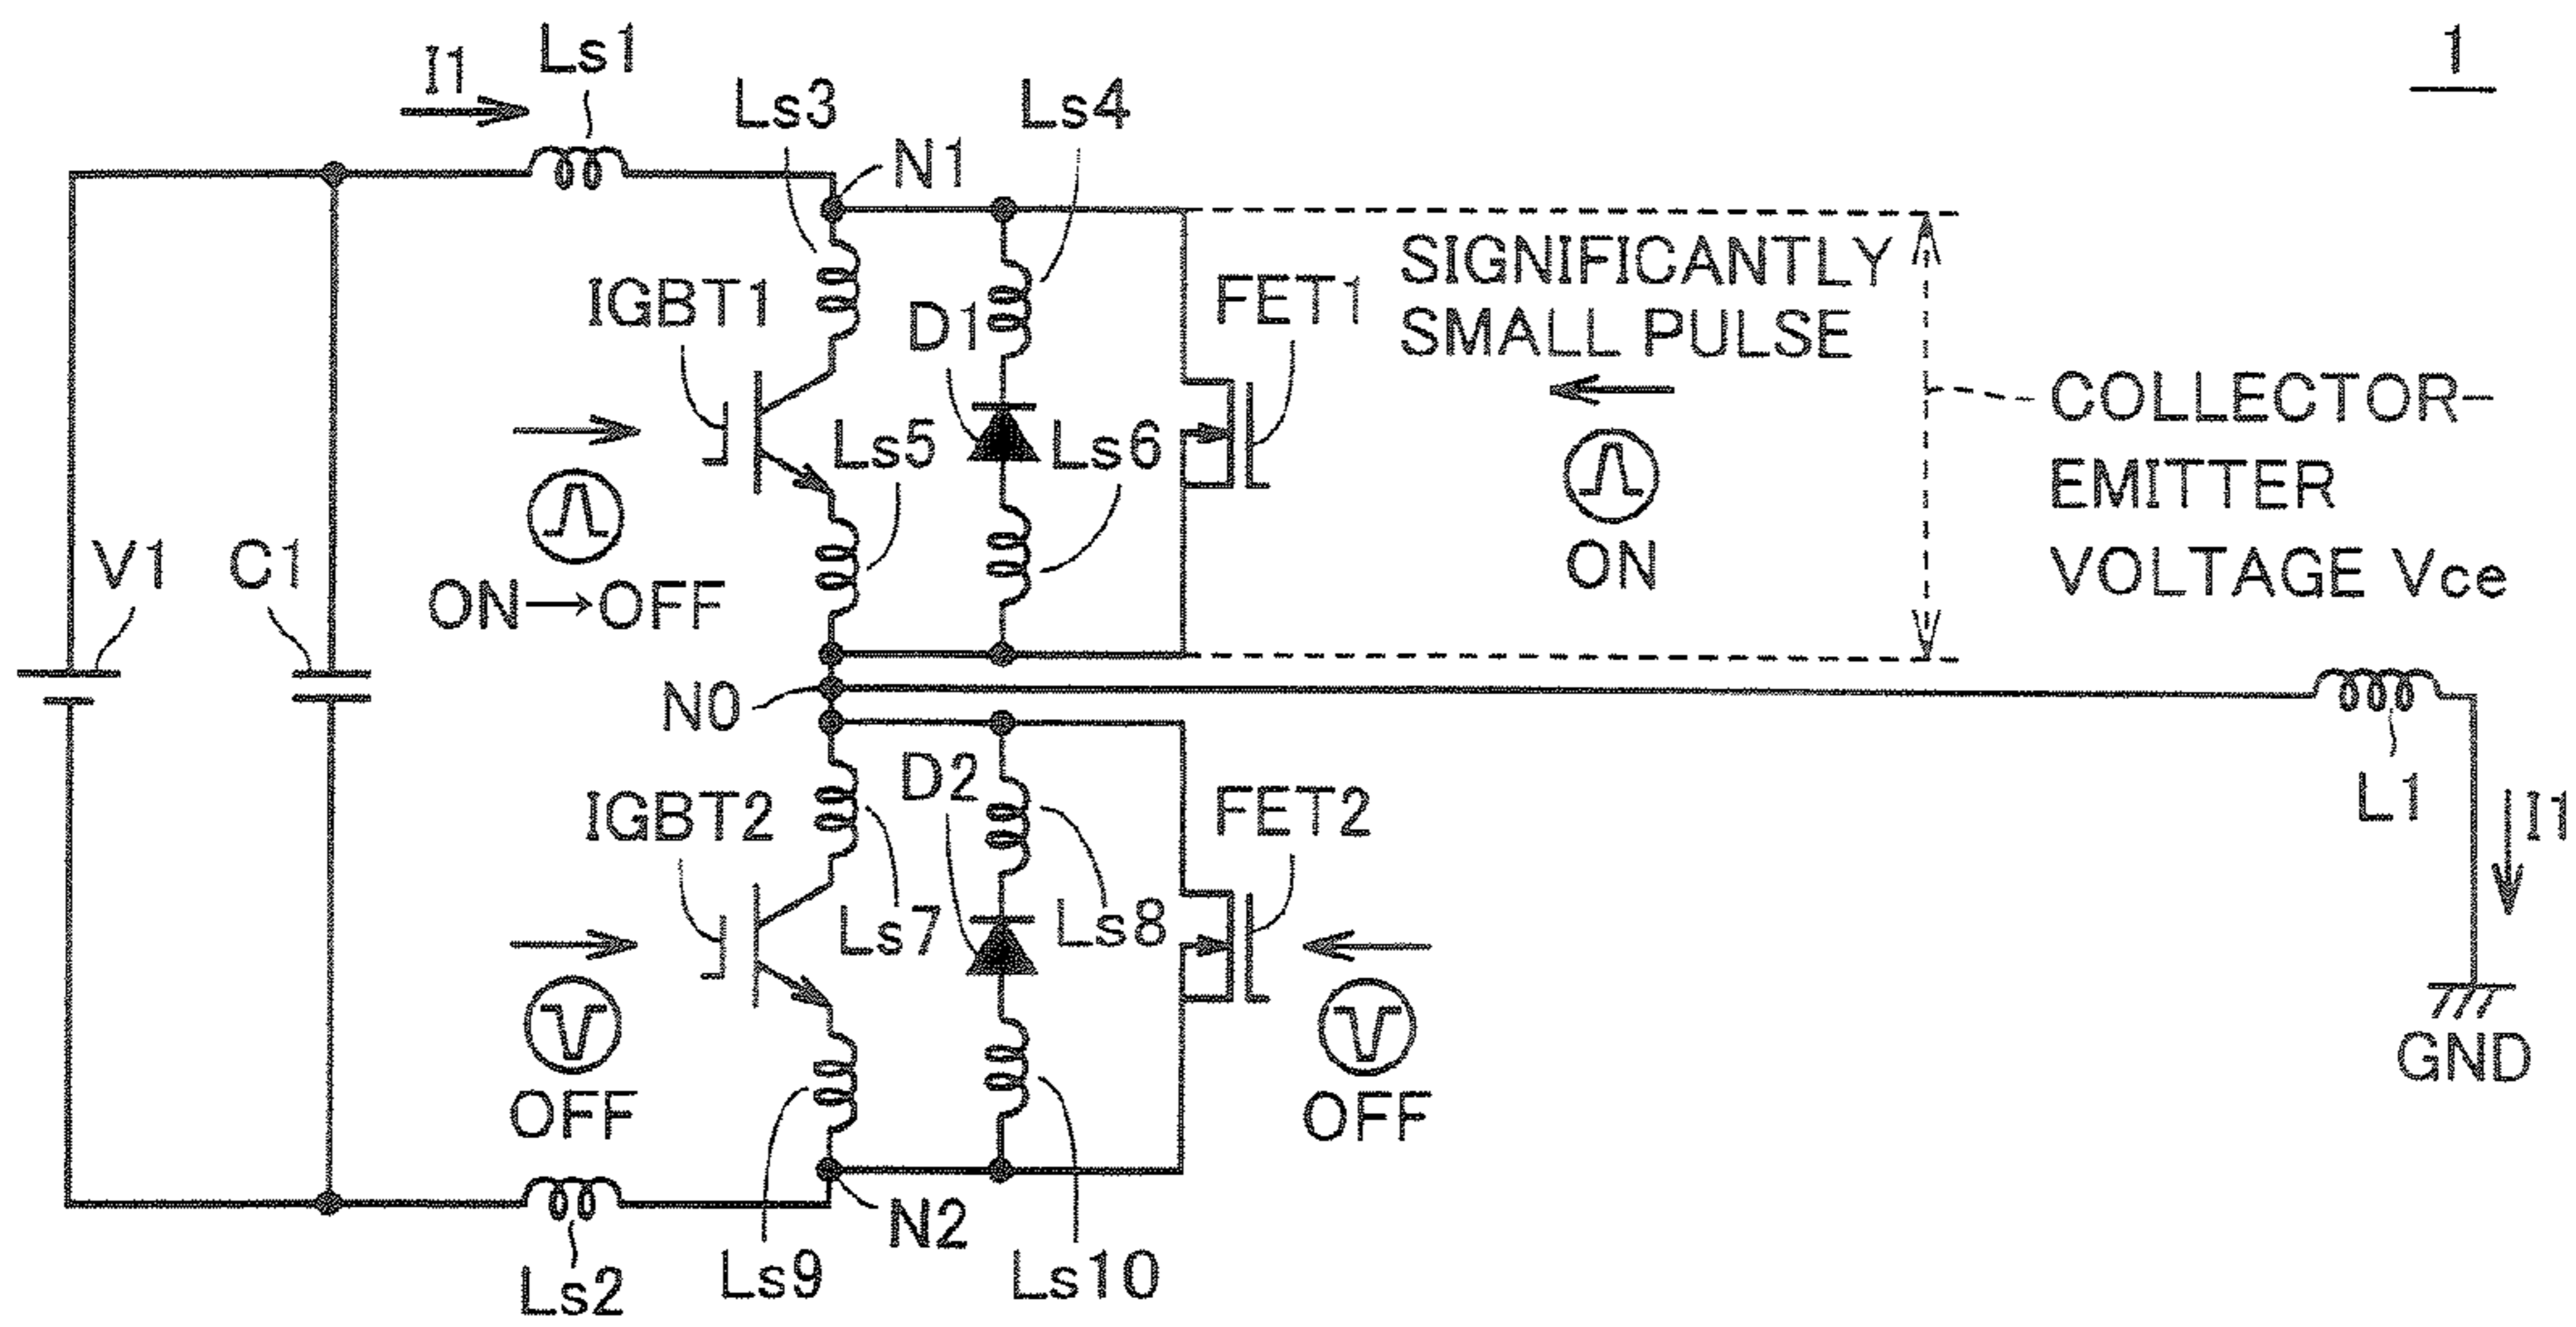 1
I1
Ls1
Ls3
Ls4
N1
IGBT1
D1
FET1
SIGNIFICANTLY
SMALL PULSE
COLLECTOR-
EMITTER
VOLTAGE Vce
Ls5
Ls6
ON→OFF
ON
V1
C1
N0
L1
I1
GND
IGBT2
D2
FET2
Ls7
Ls8
OFF
OFF
N2
Ls2
Ls9
Ls10